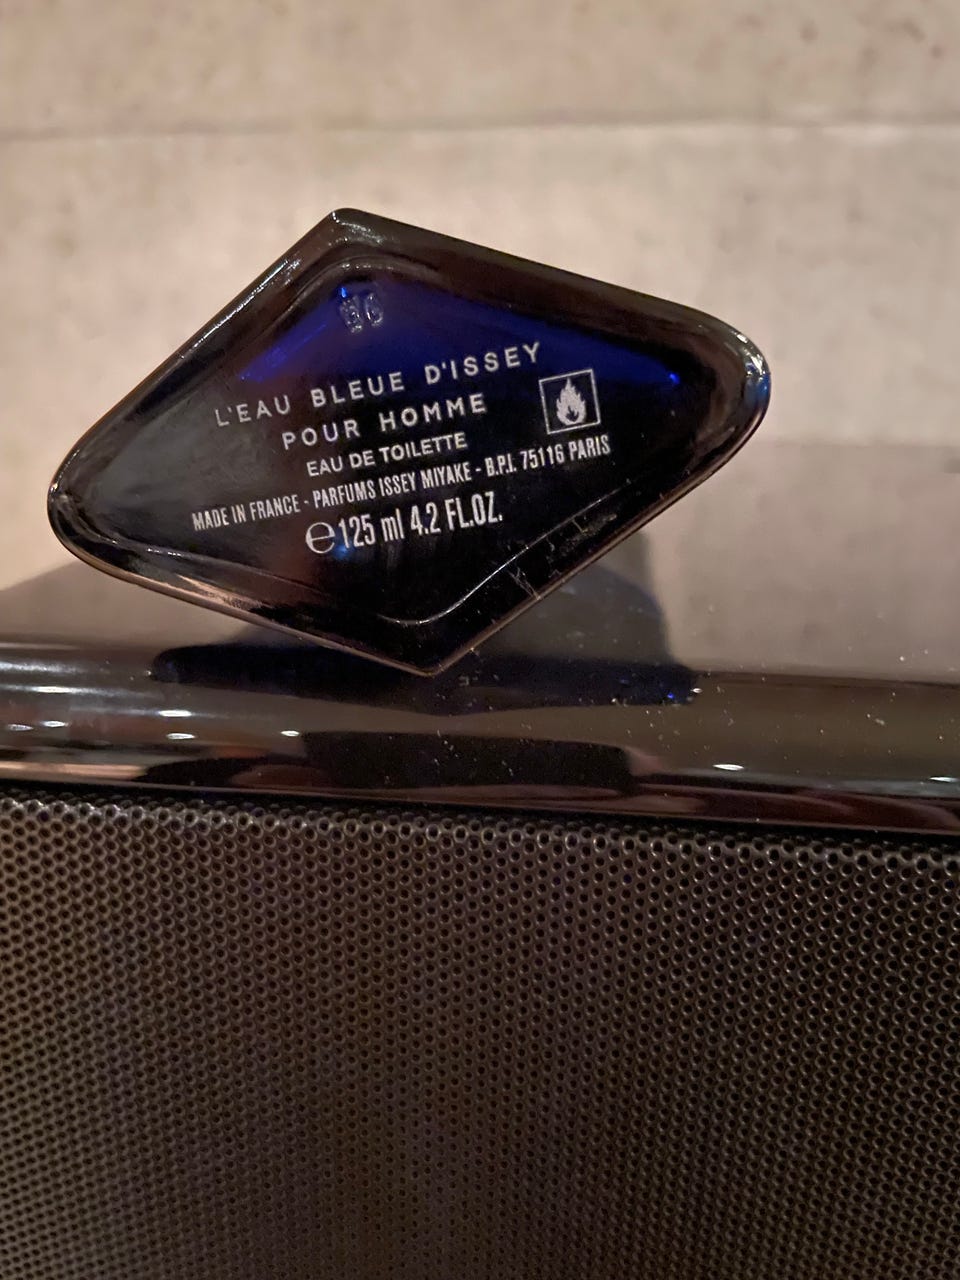 L'EAU BLEUE D'ISSEY
POUR HOMME
EAU DE TOILETTE
MADE IN FRANCE - PARFUMS ISSEY MIYAKE - B.P.I. 75116 PARIS
℮ 125 ml 4.2 FL.OZ.